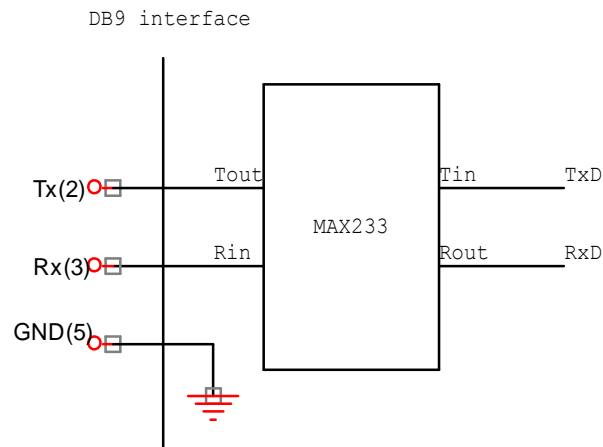 DB9 interface
Tx(2)
Tout
Tin
TxD
MAX233
Rx(3)
Rin
Rout
RxD
GND(5)